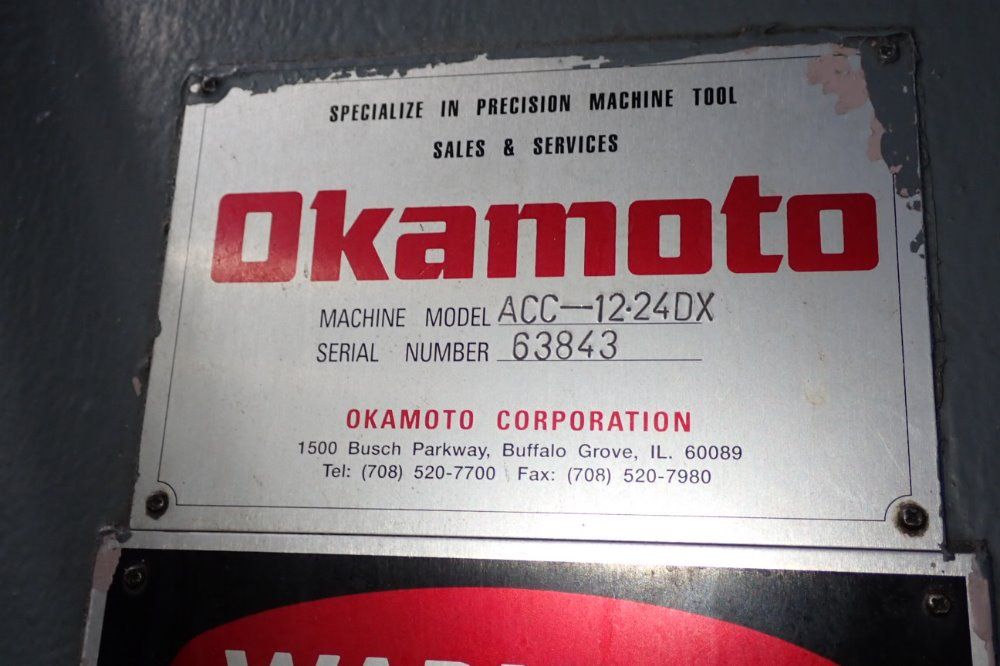 SPECIALIZE IN PRECISION MACHINE TOOL
SALES & SERVICES
Okamoto
MACHINE MODEL ACC-12·24DX
SERIAL NUMBER 63843
OKAMOTO CORPORATION
1500 Busch Parkway, Buffalo Grove, IL. 60089
Tel: (708) 520-7700 Fax: (708) 520-7980